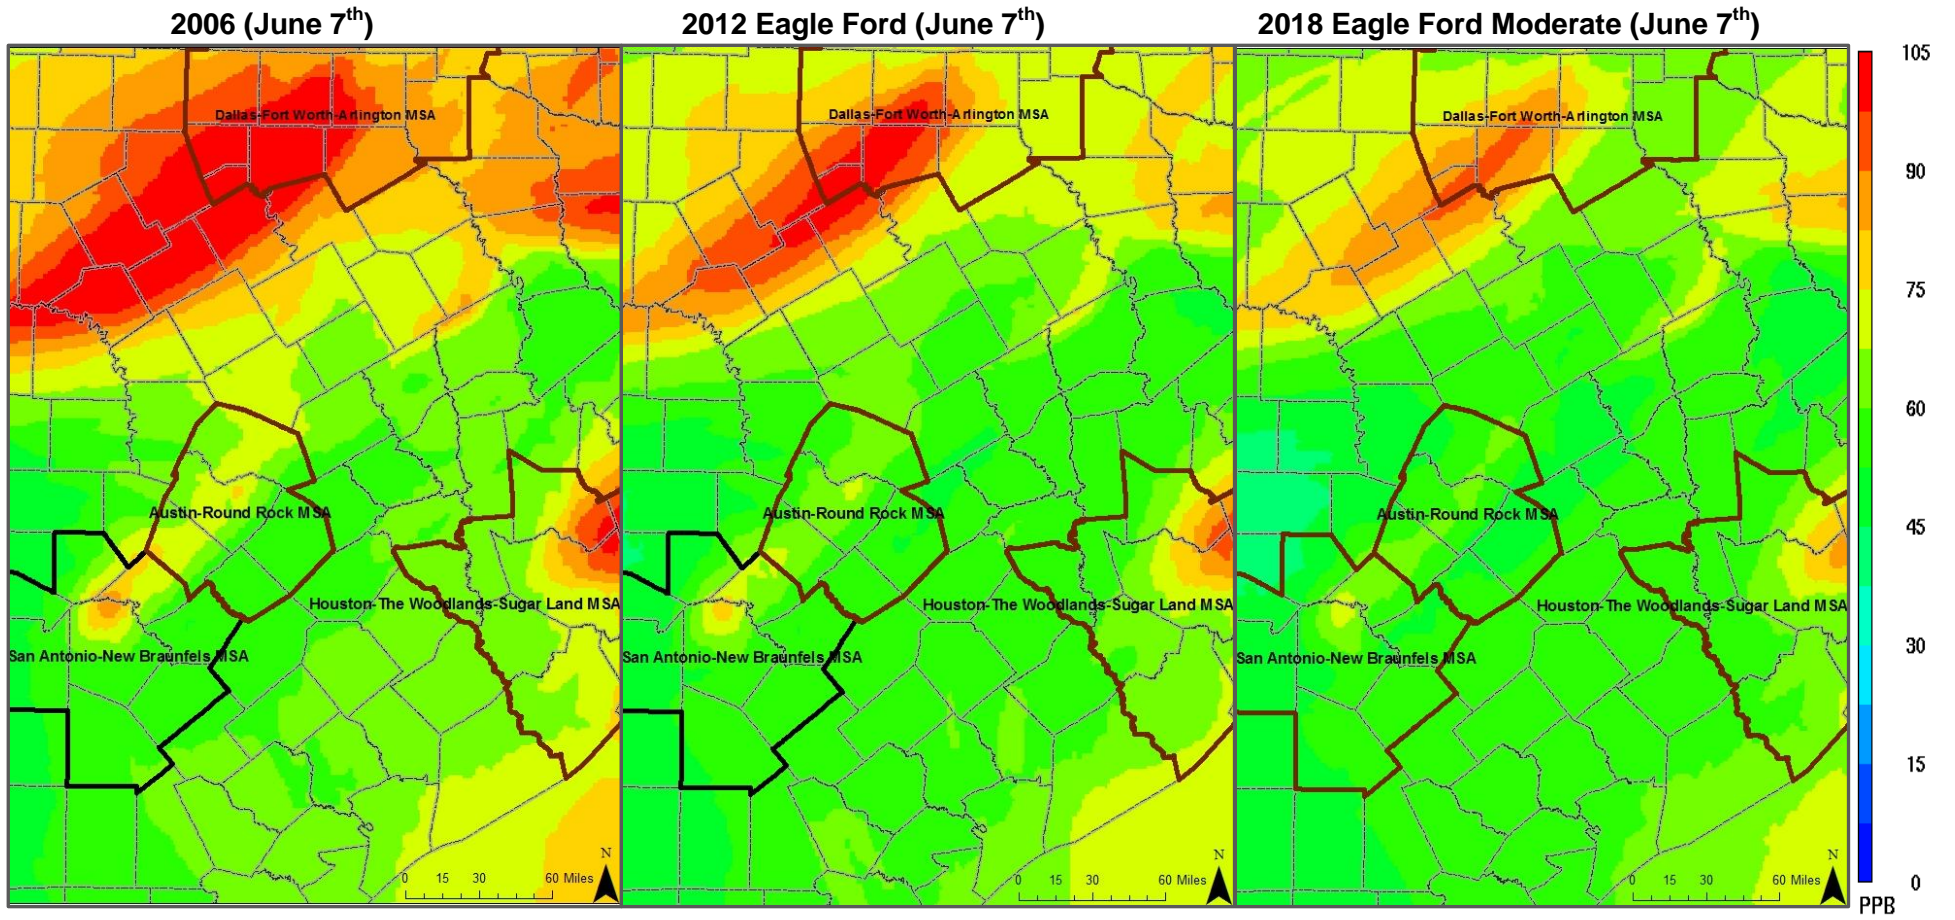 2006 (June 7th)
2012 Eagle Ford (June 7th)
2018 Eagle Ford Moderate (June 7th)
Dallas-Fort Worth-Arlington MSA
Austin-Round Rock MSA
Houston-The Woodlands-Sugar Land MSA
San Antonio-New Braunfels MSA
N
0 15 30 60 Miles
Dallas-Fort Worth-Arlington MSA
Austin-Round Rock MSA
Houston-The Woodlands-Sugar Land MSA
San Antonio-New Braunfels MSA
N
0 15 30 60 Miles
Dallas-Fort Worth-Arlington MSA
Austin-Round Rock MSA
Houston-The Woodlands-Sugar Land MSA
San Antonio-New Braunfels MSA
N
0 15 30 60 Miles
105
90
75
60
45
30
15
0
PPB